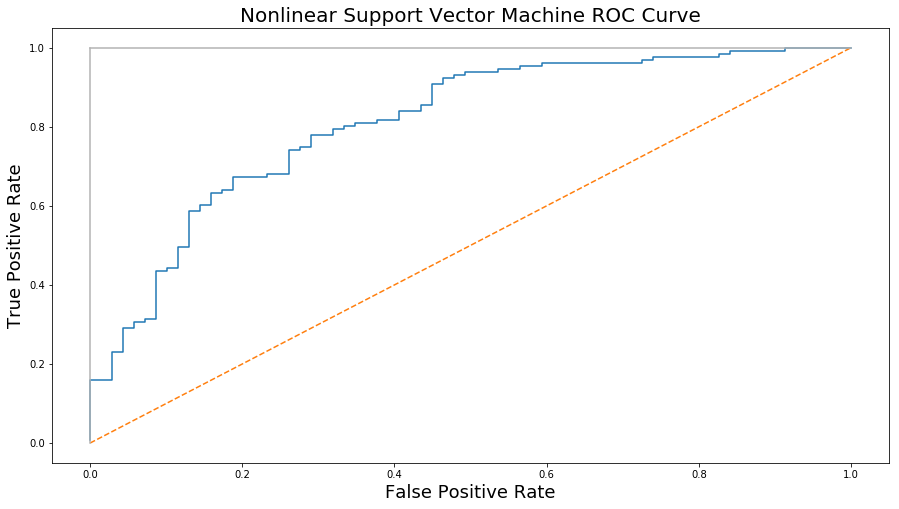 Nonlinear Support Vector Machine ROC Curve
1.0
0.8
0.6
0.4
0.2
0.0
True Positive Rate
0.0 0.2 0.4 0.6 0.8 1.0
False Positive Rate